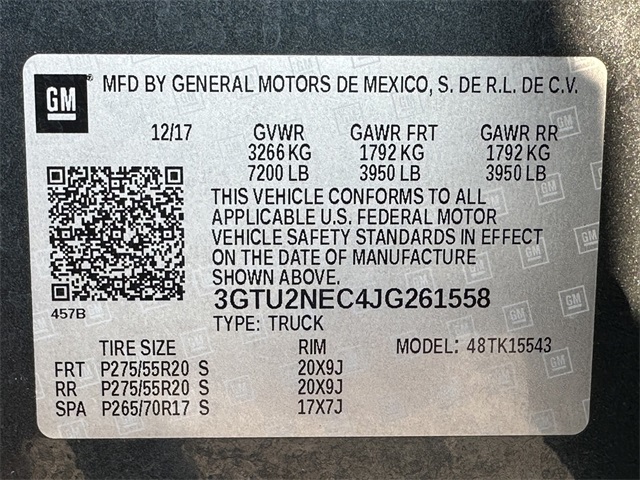 GM ® MFD BY GENERAL MOTORS DE MEXICO, S. DE R.L. DE C.V.
12/17 GVWR GAWR FRT GAWR RR
3266 KG 1792 KG 1792 KG
7200 LB 3950 LB 3950 LB
THIS VEHICLE CONFORMS TO ALL
APPLICABLE U.S. FEDERAL MOTOR
VEHICLE SAFETY STANDARDS IN EFFECT
ON THE DATE OF MANUFACTURE
SHOWN ABOVE.
3GTU2NEC4JG261558
457B
TYPE: TRUCK
TIRE SIZE RIM MODEL: 48TK15543
FRT P275/55R20 S 20X9J
RR P275/55R20 S 20X9J
SPA P265/70R17 S 17X7J